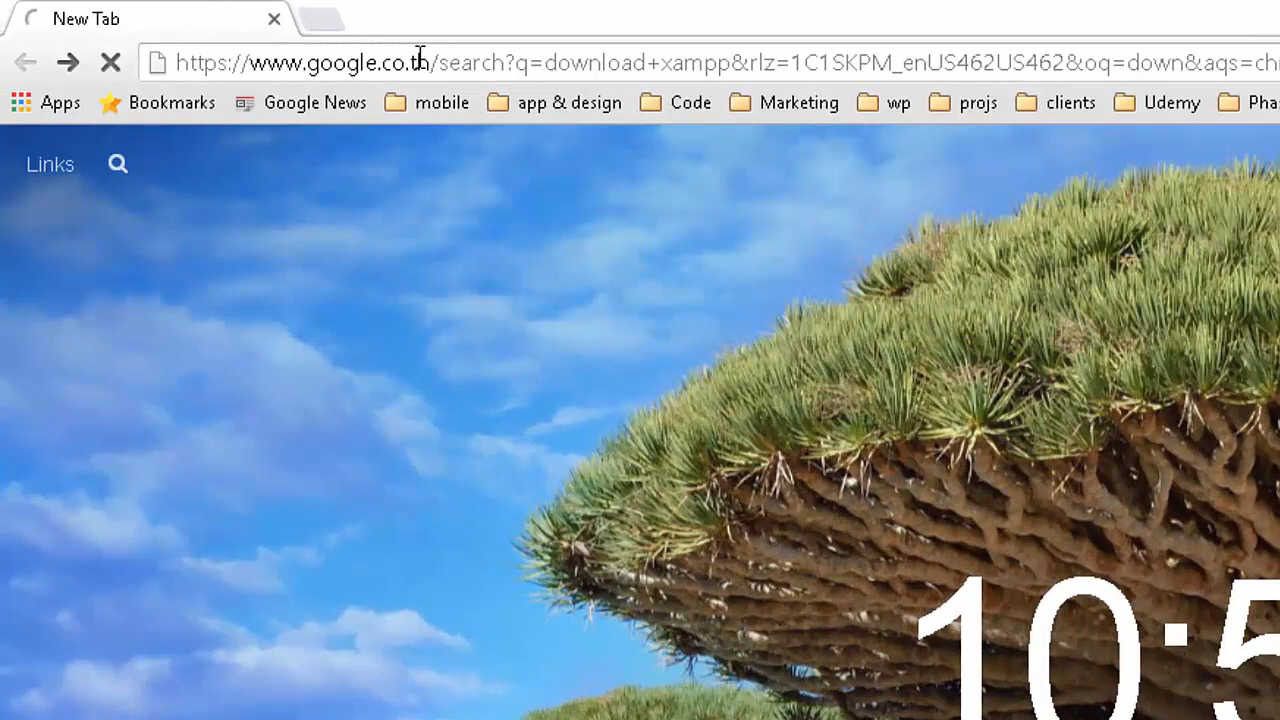 New Tab
https://www.google.co.th/search?q=download+xampp&rlz=1C1SKPM_enUS462US462&oq=down&aqs=ch
Apps Bookmarks Google News mobile app & design Code Marketing wp projs clients Udemy Pha
Links
10:5